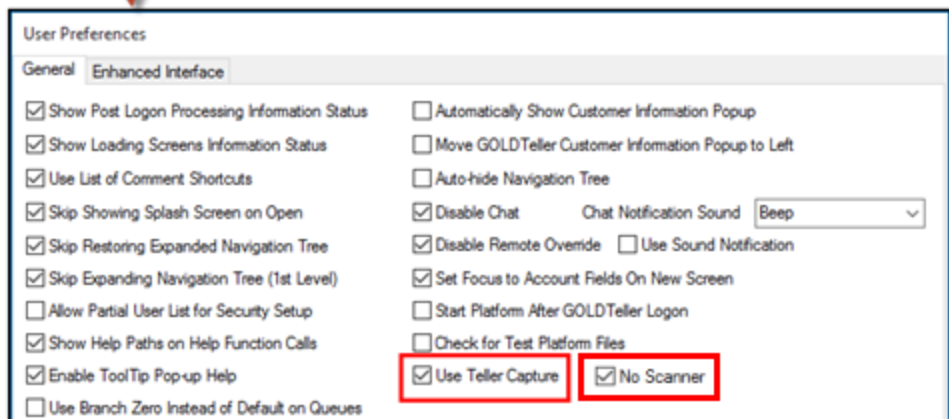 User Preferences
General
Enhanced Interface
Show Post Logon Processing Information Status
Show Loading Screens Information Status
Use List of Comment Shortcuts
Skip Showing Splash Screen on Open
Skip Restoring Expanded Navigation Tree
Skip Expanding Navigation Tree (1st Level)
Allow Partial User List for Security Setup
Show Help Paths on Help Function Calls
Enable ToolTip Pop-up Help
Use Branch Zero Instead of Default on Queues
Automatically Show Customer Information Popup
Move GOLDTeller Customer Information Popup to Left
Auto-hide Navigation Tree
Disable Chat
Chat Notification Sound
Beep
Disable Remote Override
Use Sound Notification
Set Focus to Account Fields On New Screen
Start Platform After GOLDTeller Logon
Check for Test Platform Files
Use Teller Capture
No Scanner